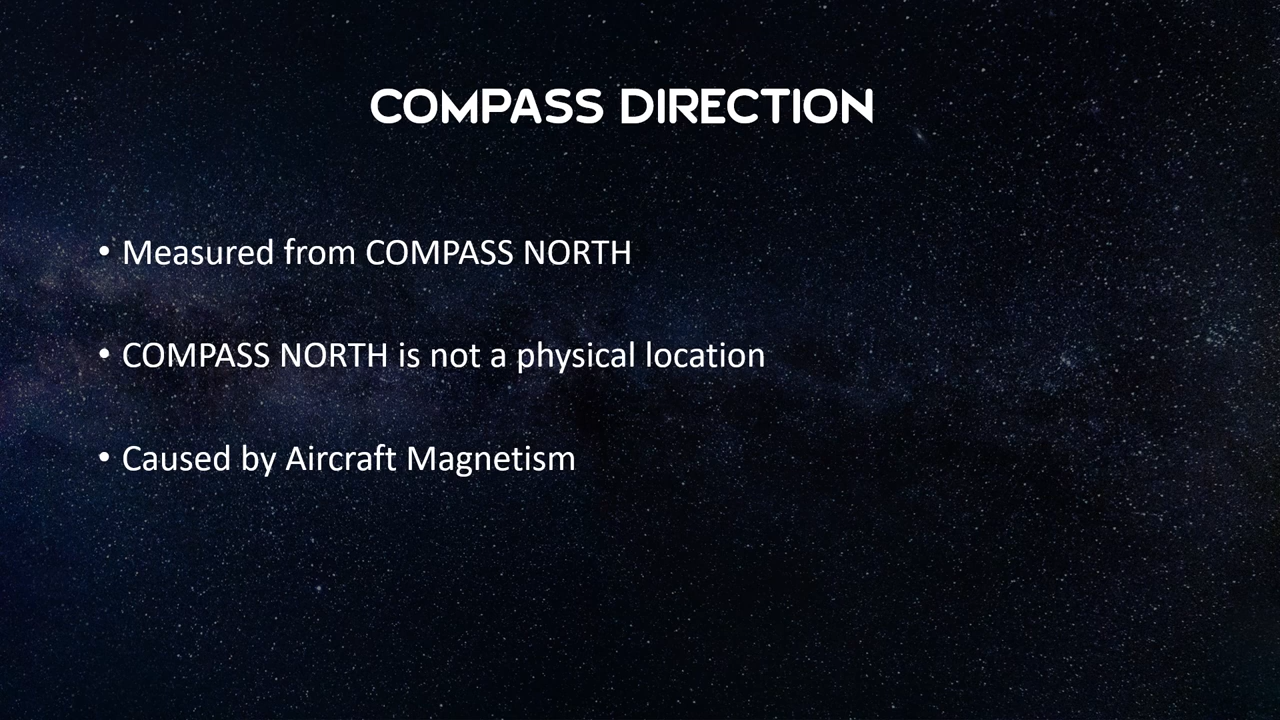 COMPASS DIRECTION
• Measured from COMPASS NORTH
• COMPASS NORTH is not a physical location
• Caused by Aircraft Magnetism